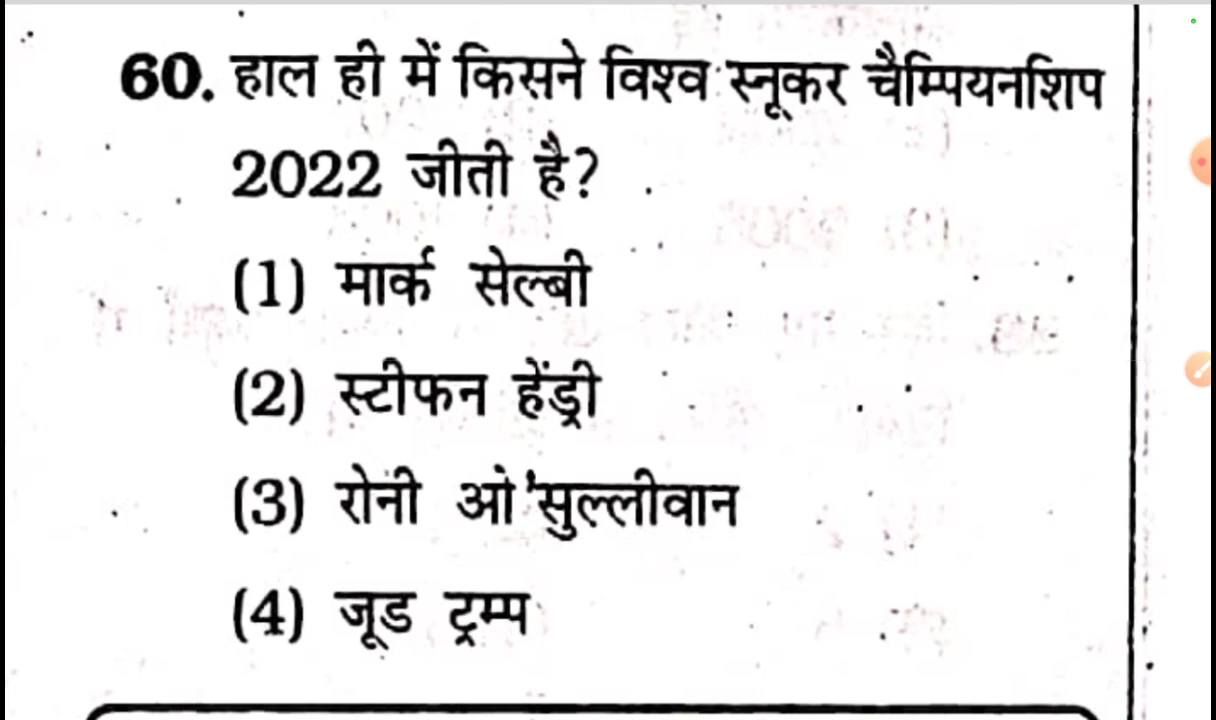 60. हाल ही में किसने विश्व स्नूकर चैम्पियनशिप
2022 जीती है?
(1) मार्क सेल्बी
(2) स्टीफन हेंड्री
(3) रोनी ओ'सुल्लीवान
(4) जूड ट्रम्प